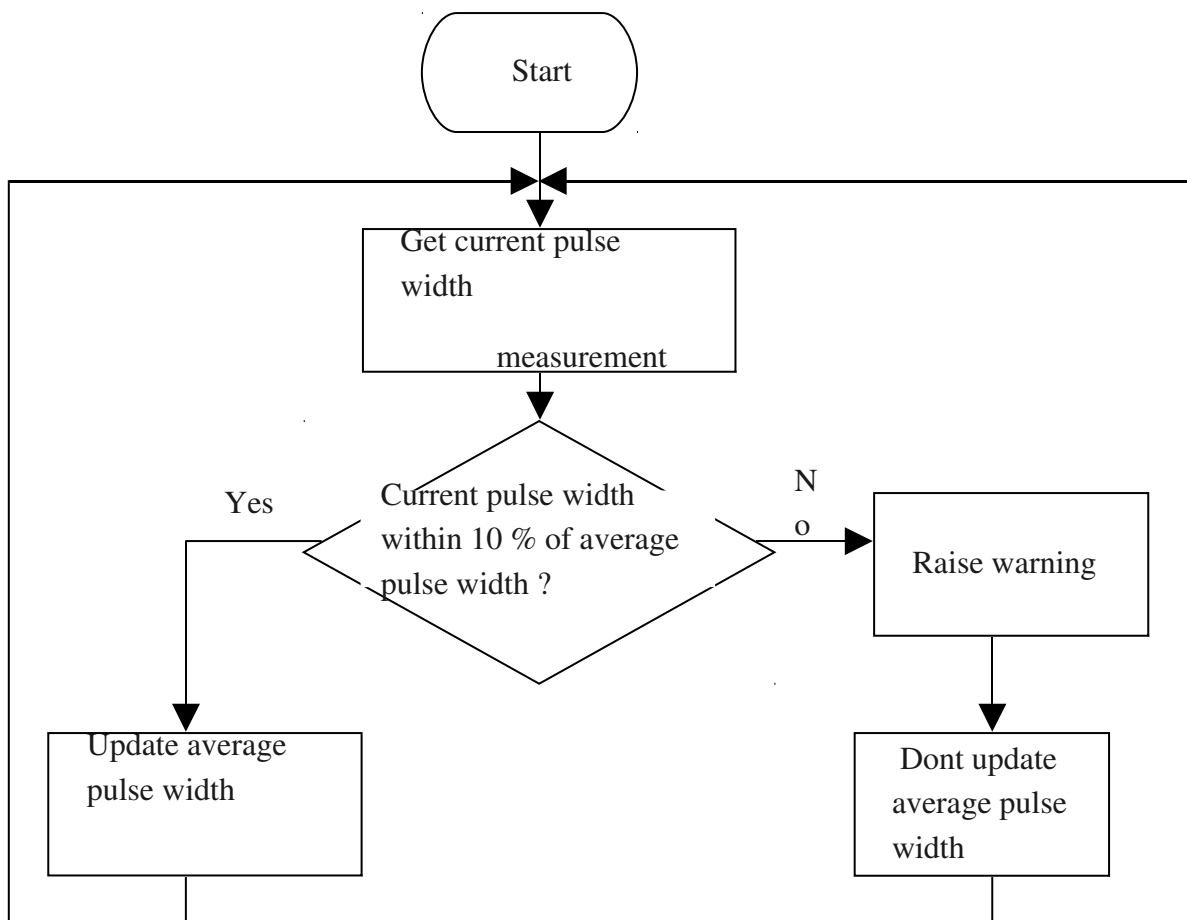 Start
Get current pulse
width
measurement
Yes
Current pulse width
within 10 % of average
pulse width ?
N
o
Raise warning
Update average
pulse width
Dont update
average pulse
width